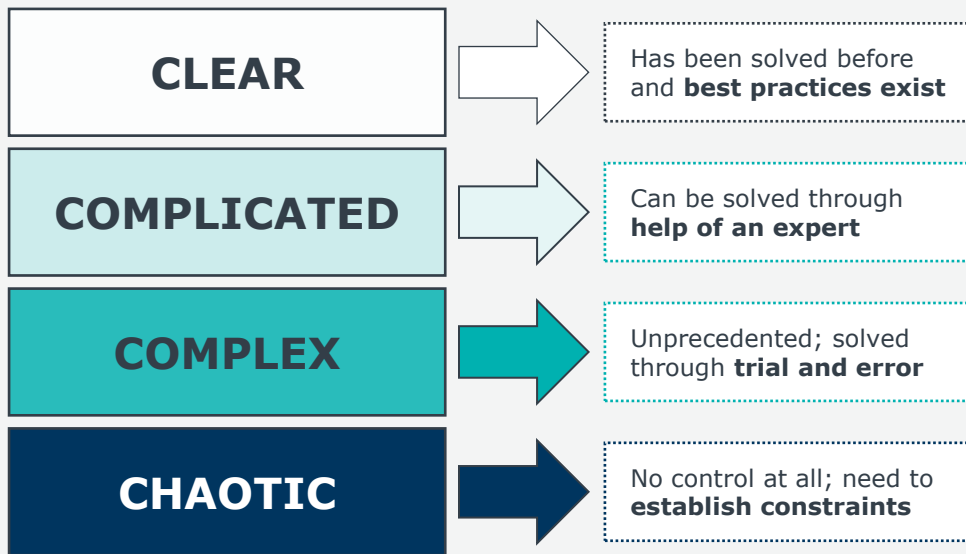 CLEAR
Has been solved before
and best practices exist
COMPLICATED
Can be solved through
help of an expert
COMPLEX
Unprecedented; solved
through trial and error
CHAOTIC
No control at all; need to
establish constraints